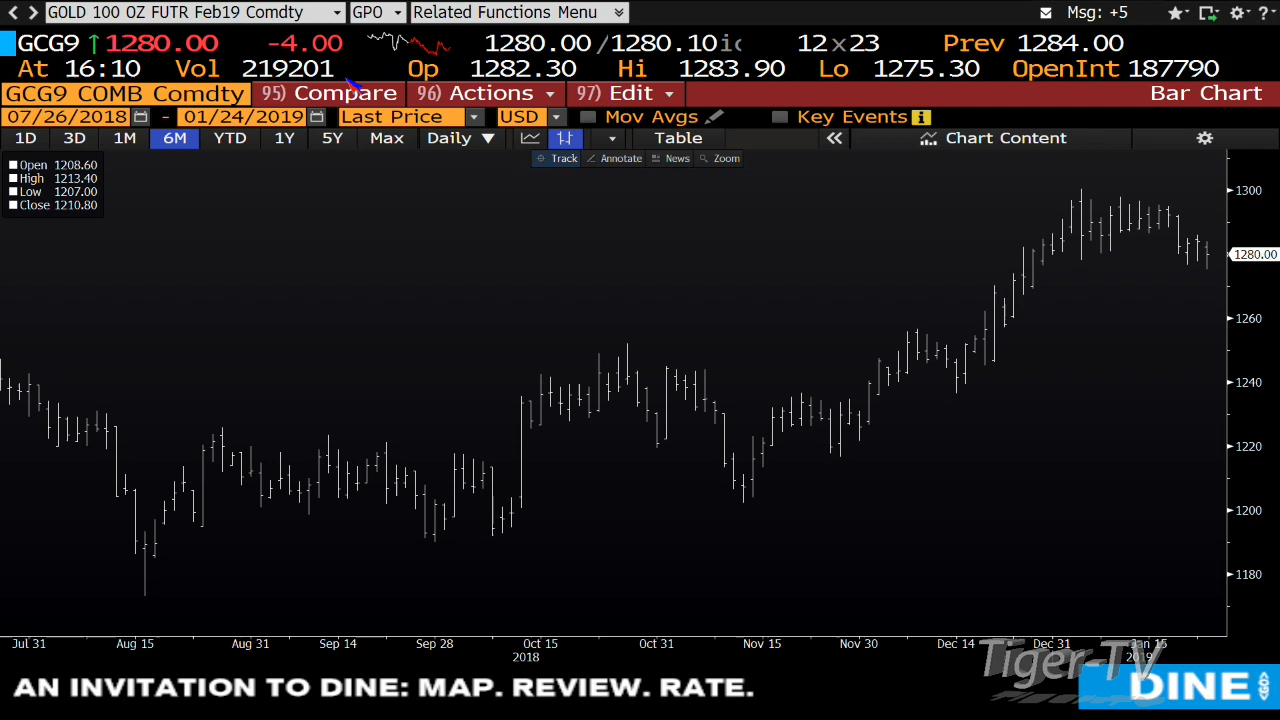 GOLD 100 OZ FUTR Feb19 Comdty GPO Related Functions Menu Msg: +5
GCG9 ↑1280.00 -4.00 1280.00/1280.10 12x23 Prev 1284.00
At 16:10 Vol 219201 Op 1282.30 Hi 1283.90 Lo 1275.30 OpenInt 187790
GCG9 COMB Comdty 95) Compare 96) Actions 97) Edit Bar Chart
07/26/2018 - 01/24/2019 Last Price USD Mov Avgs Key Events
1D 3D 1M 6M YTD 1Y 5Y Max Daily ▼ Table « Chart Content
Track Annotate News Zoom
Open 1208.60
High 1213.40
Low 1207.00
Close 1210.80
1300
1280.00
1260
1240
1220
1200
1180
Jul 31 Aug 15 Aug 31 Sep 14 Sep 28 Oct 15 Oct 31 Nov 15 Nov 30 Dec 14 Dec 31 Jan 15
2018 2019
Tiger-TV
AN INVITATION TO DINE: MAP. REVIEW. RATE.
DINE